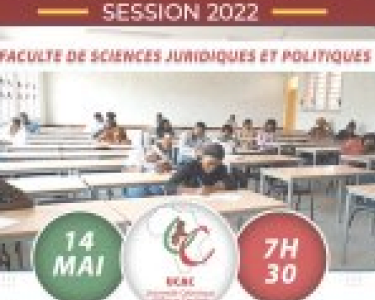 SESSION 2022
FACULTE DE SCIENCES JURIDIQUES ET POLITIQUES
14
MAI
UCAC
7H
30